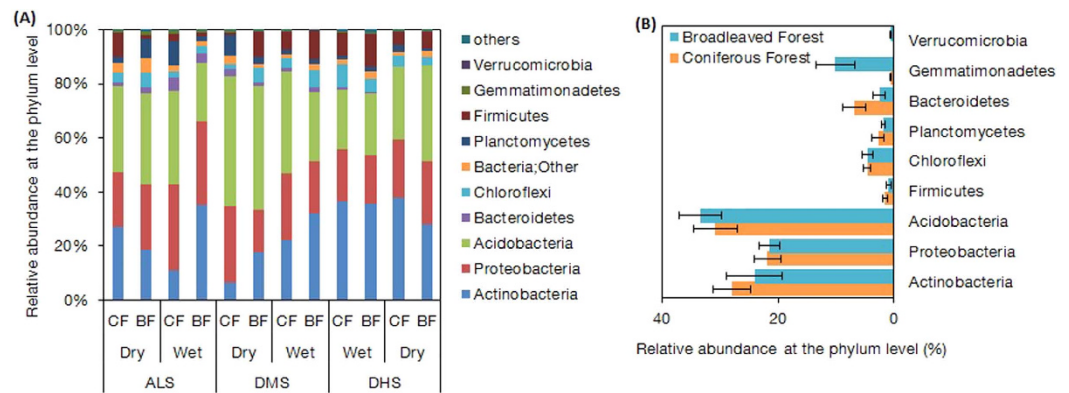 (A)
Relative abundance at the phylum level
100%
80%
60%
40%
20%
0%
CF BF CF BF CF BF CF BF CF BF CF BF
Dry Wet Dry Wet Wet Dry
ALS DMS DHS
others
Verrucomicrobia
Gemmatimonadetes
Firmicutes
Planctomycetes
Bacteria;Other
Chloroflexi
Bacteroidetes
Acidobacteria
Proteobacteria
Actinobacteria
(B)
Broadleaved Forest
Coniferous Forest
Verrucomicrobia
Gemmatimonadetes
Bacteroidetes
Planctomycetes
Chloroflexi
Firmicutes
Acidobacteria
Proteobacteria
Actinobacteria
40 20 0
Relative abundance at the phylum level (%)